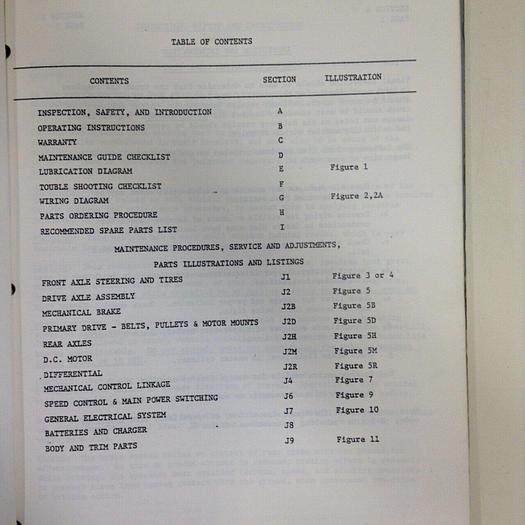 TABLE OF CONTENTS
CONTENTS SECTION ILLUSTRATION
INSPECTION, SAFETY, AND INTRODUCTION A
OPERATING INSTRUCTIONS B
WARRANTY C
MAINTENANCE GUIDE CHECKLIST D
LUBRICATION DIAGRAM E Figure 1
TOUBLE SHOOTING CHECKLIST F
WIRING DIAGRAM G Figure 2,2A
PARTS ORDERING PROCEDURE H
RECOMMENDED SPARE PARTS LIST I
MAINTENANCE PROCEDURES, SERVICE AND ADJUSTMENTS,
PARTS ILLUSTRATIONS AND LISTINGS
FRONT AXLE STEERING AND TIRES J1 Figure 3 or 4
DRIVE AXLE ASSEMBLY J2 Figure 5
MECHANICAL BRAKE J2B Figure 5B
PRIMARY DRIVE - BELTS, PULLEYS & MOTOR MOUNTS J2D Figure 5D
REAR AXLES J2H Figure 5H
D.C. MOTOR J2M Figure 5M
DIFFERENTIAL J2R Figure 5R
MECHANICAL CONTROL LINKAGE J4 Figure 7
SPEED CONTROL & MAIN POWER SWITCHING J6 Figure 9
GENERAL ELECTRICAL SYSTEM J7 Figure 10
BATTERIES AND CHARGER J8
BODY AND TRIM PARTS J9 Figure 11